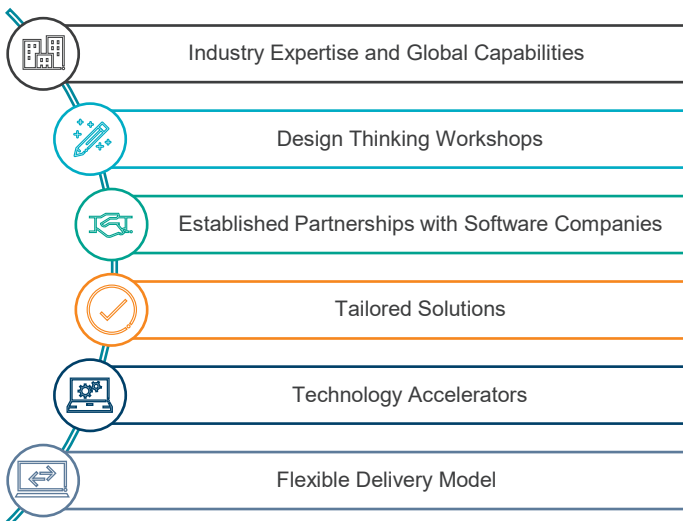 Industry Expertise and Global Capabilities
Design Thinking Workshops
Established Partnerships with Software Companies
Tailored Solutions
Technology Accelerators
Flexible Delivery Model